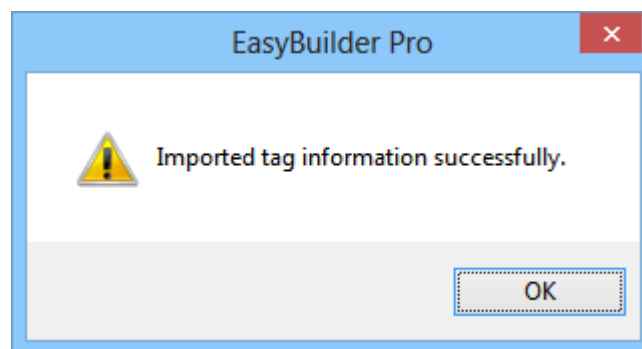 EasyBuilder Pro
Imported tag information successfully.
OK